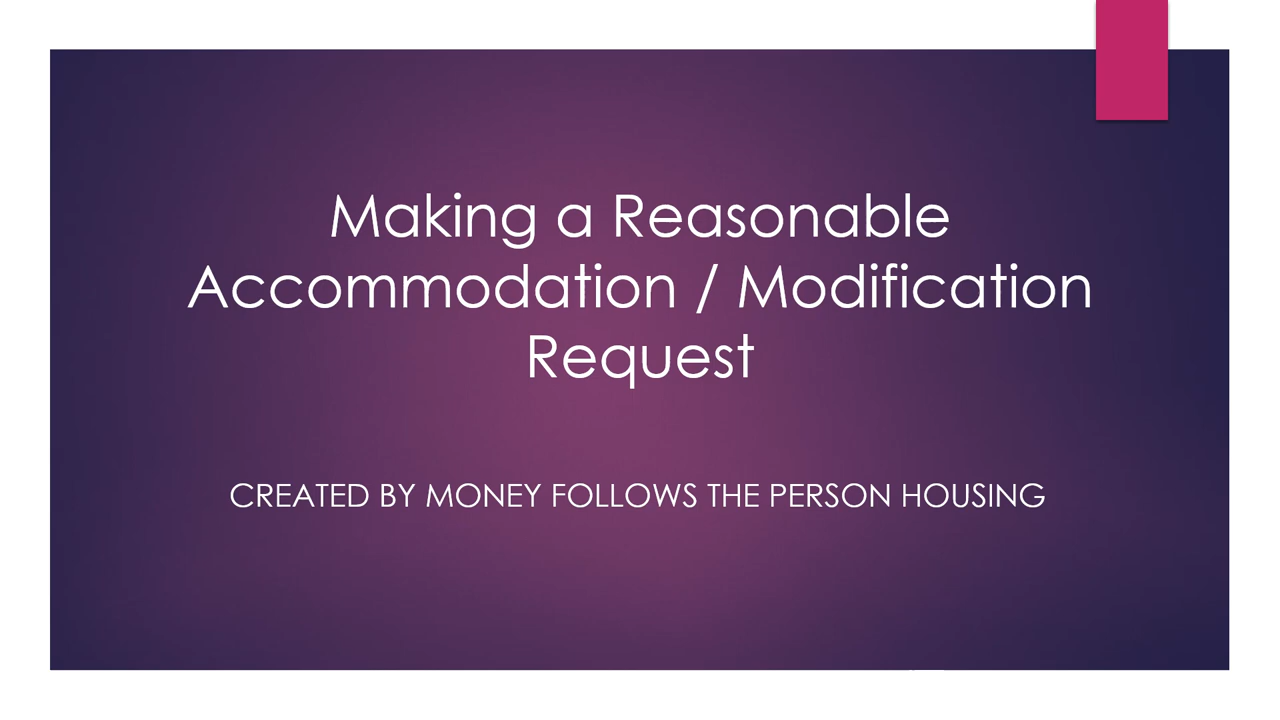 Making a Reasonable
Accommodation / Modification
Request
CREATED BY MONEY FOLLOWS THE PERSON HOUSING